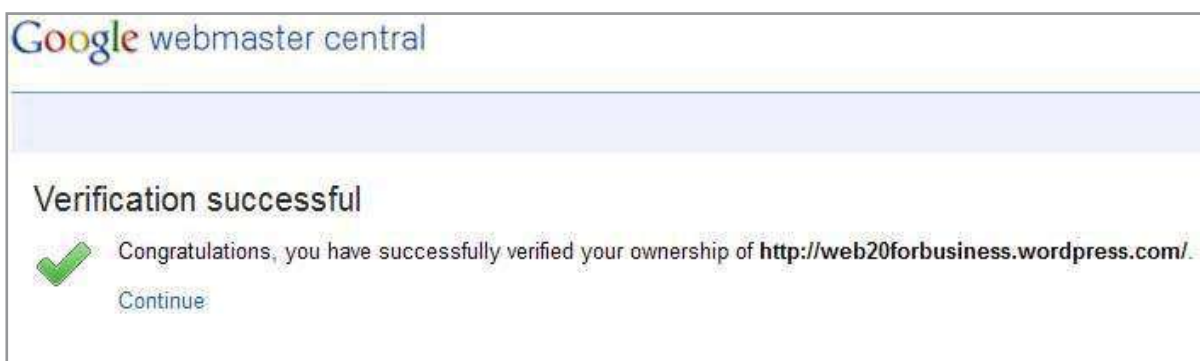 Google webmaster central
Verification successful
Congratulations, you have successfully verified your ownership of http://web20forbusiness.wordpress.com/.
Continue